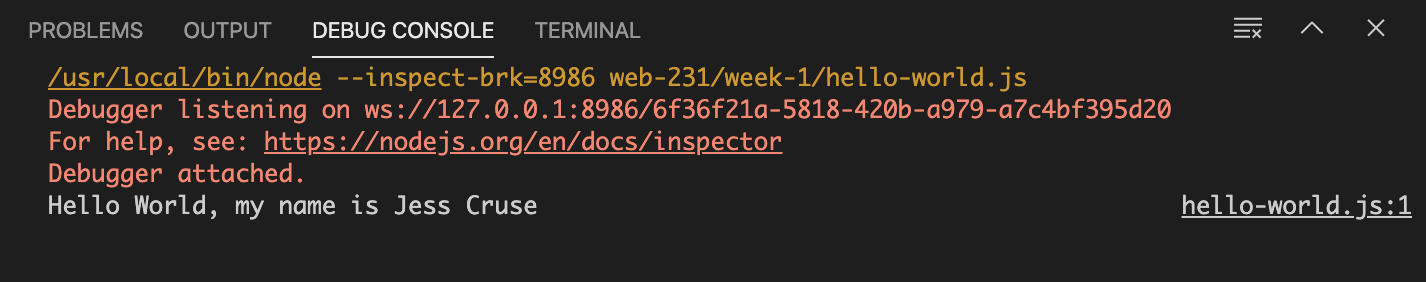 PROBLEMS OUTPUT DEBUG CONSOLE TERMINAL
/usr/local/bin/node --inspect-brk=8986 web-231/week-1/hello-world.js
Debugger listening on ws://127.0.0.1:8986/6f36f21a-5818-420b-a979-a7c4bf395d20
For help, see: https://nodejs.org/en/docs/inspector
Debugger attached.
Hello World, my name is Jess Cruse hello-world.js:1